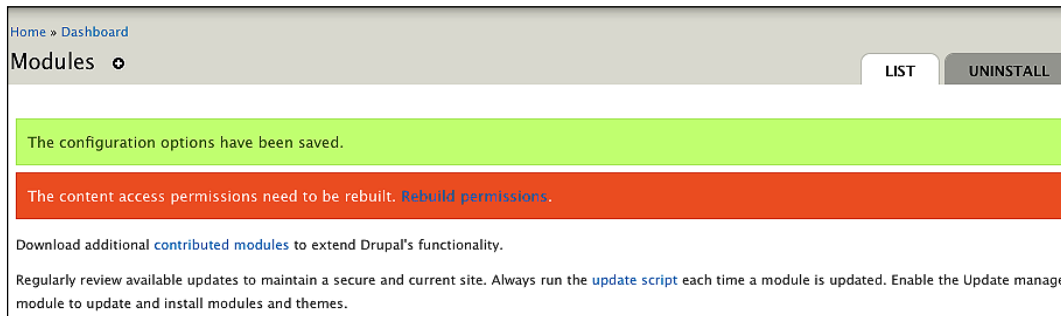 Home » Dashboard
Modules
LIST
UNINSTALL
The configuration options have been saved.
The content access permissions need to be rebuilt. Rebuild permissions.
Download additional contributed modules to extend Drupal's functionality.
Regularly review available updates to maintain a secure and current site. Always run the update script each time a module is updated. Enable the Update manage
module to update and install modules and themes.